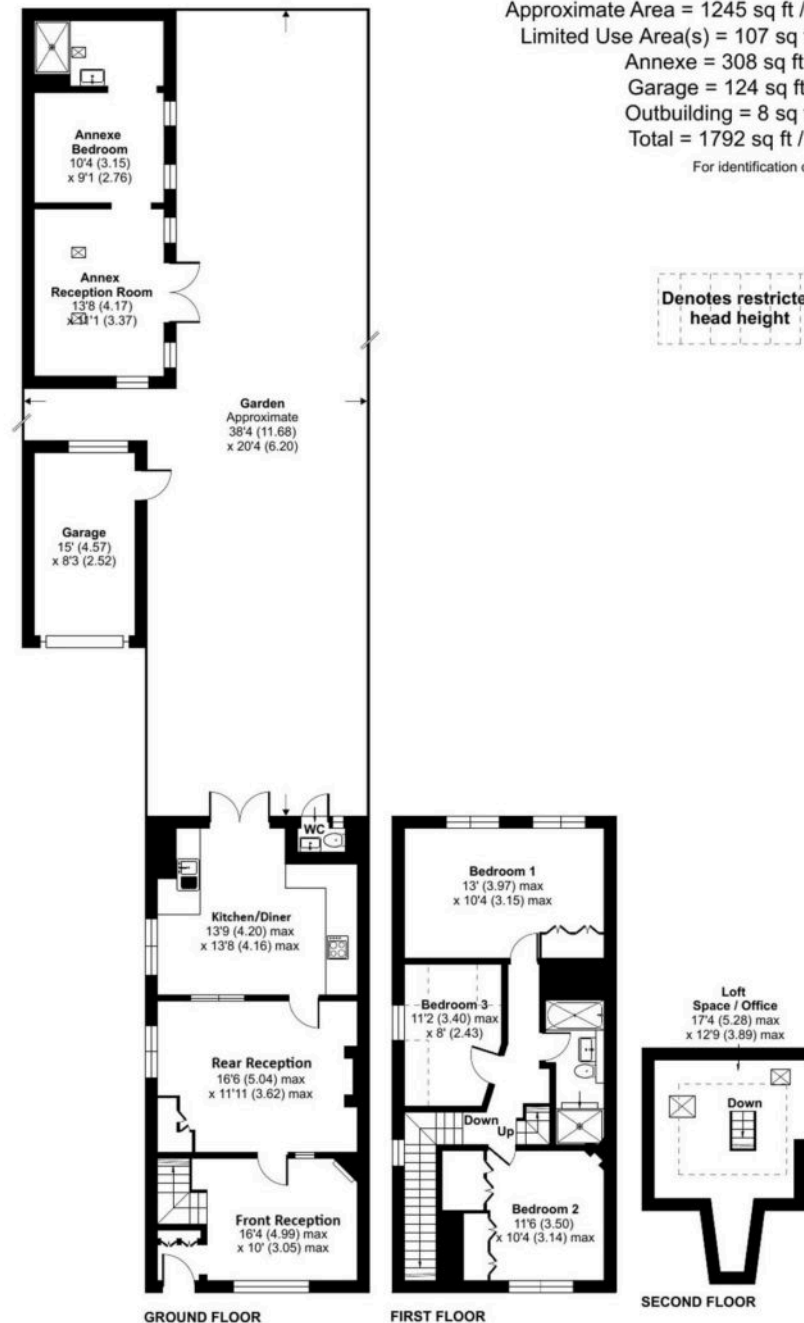 Approximate Area = 1245 sq ft /
Limited Use Area(s) = 107 sq
Annexe = 308 sq ft
Garage = 124 sq ft
Outbuilding = 8 sq
Total = 1792 sq ft /
For identification
Denotes
head height
Annexe
Bedroom
10'4 (3.15)
x 9'1 (2.76)
Annex
Reception Room
13'8 (4.17)
x 11'1 (3.37)
Garden
Approximate
38'4 (11.68)
x 20'4 (6.20)
Garage
15' (4.57)
x 8'3 (2.52)
WC
Kitchen/Diner
13'9 (4.20) max
x 13'8 (4.16) max
Rear Reception
16'6 (5.04) max
x 11'11 (3.62) max
Front Reception
16'4 (4.99) max
x 10' (3.05) max
GROUND FLOOR
Bedroom 1
13' (3.97) max
x 10'4 (3.15) max
Bedroom 3
11'2 (3.40) max
x 8' (2.43)
Down
Up
Bedroom 2
11'6 (3.50)
x 10'4 (3.14) max
FIRST FLOOR
Loft
Space / Office
17'4 (5.28) max
x 12'9 (3.89) max
Down
SECOND FLOOR